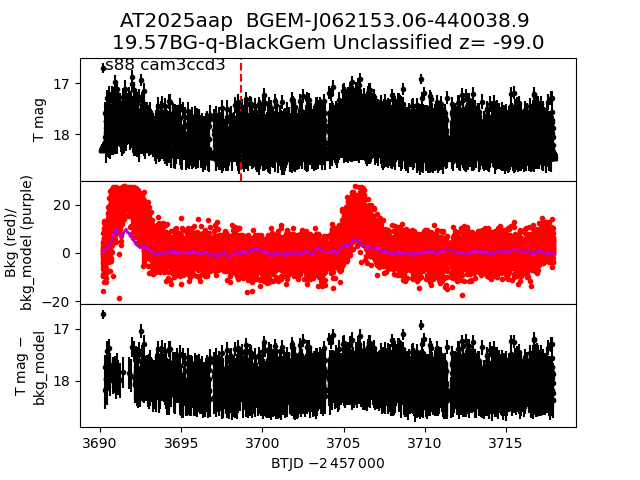 AT2025aap BGEM-J062153.06-440038.9
19.57BG-q-BlackGem Unclassified z= -99.0
s88 cam3ccd3
T mag
17
18
Bkg (red)/
bkg_model (purple)
20
0
−20
T mag −
bkg_model
17
18
3690 3695 3700 3705 3710 3715
BTJD −2 457 000